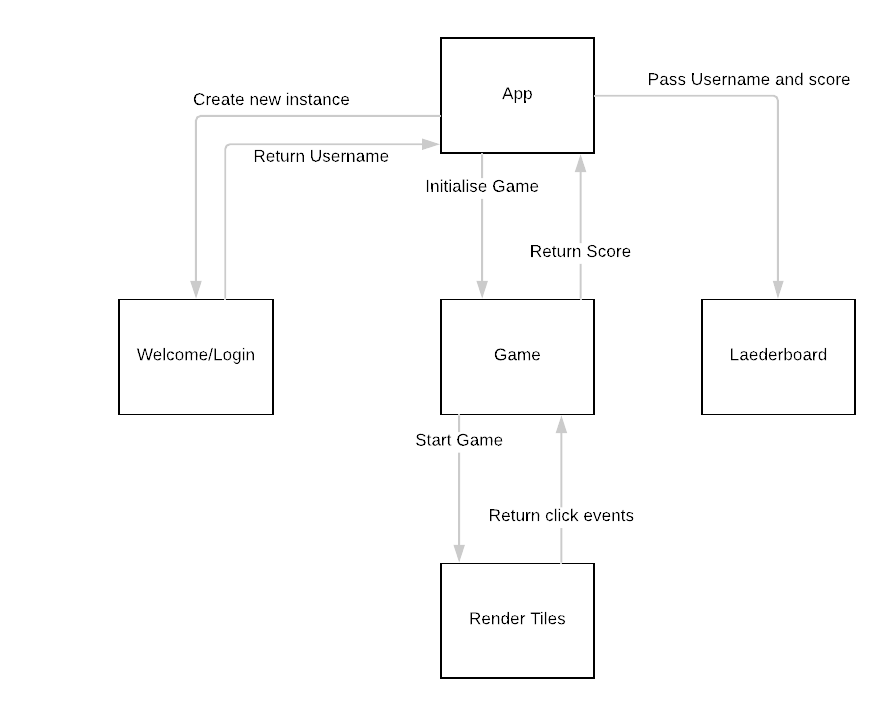 App
Pass Username and score
Create new instance
Return Username
Initialise Game
Return Score
Welcome/Login
Game
Laederboard
Start Game
Return click events
Render Tiles